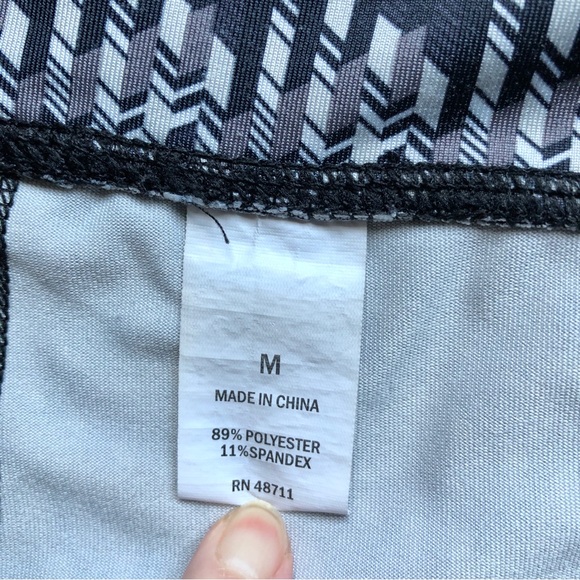 M
MADE IN CHINA
89% POLYESTER
11%SPANDEX
RN 48711